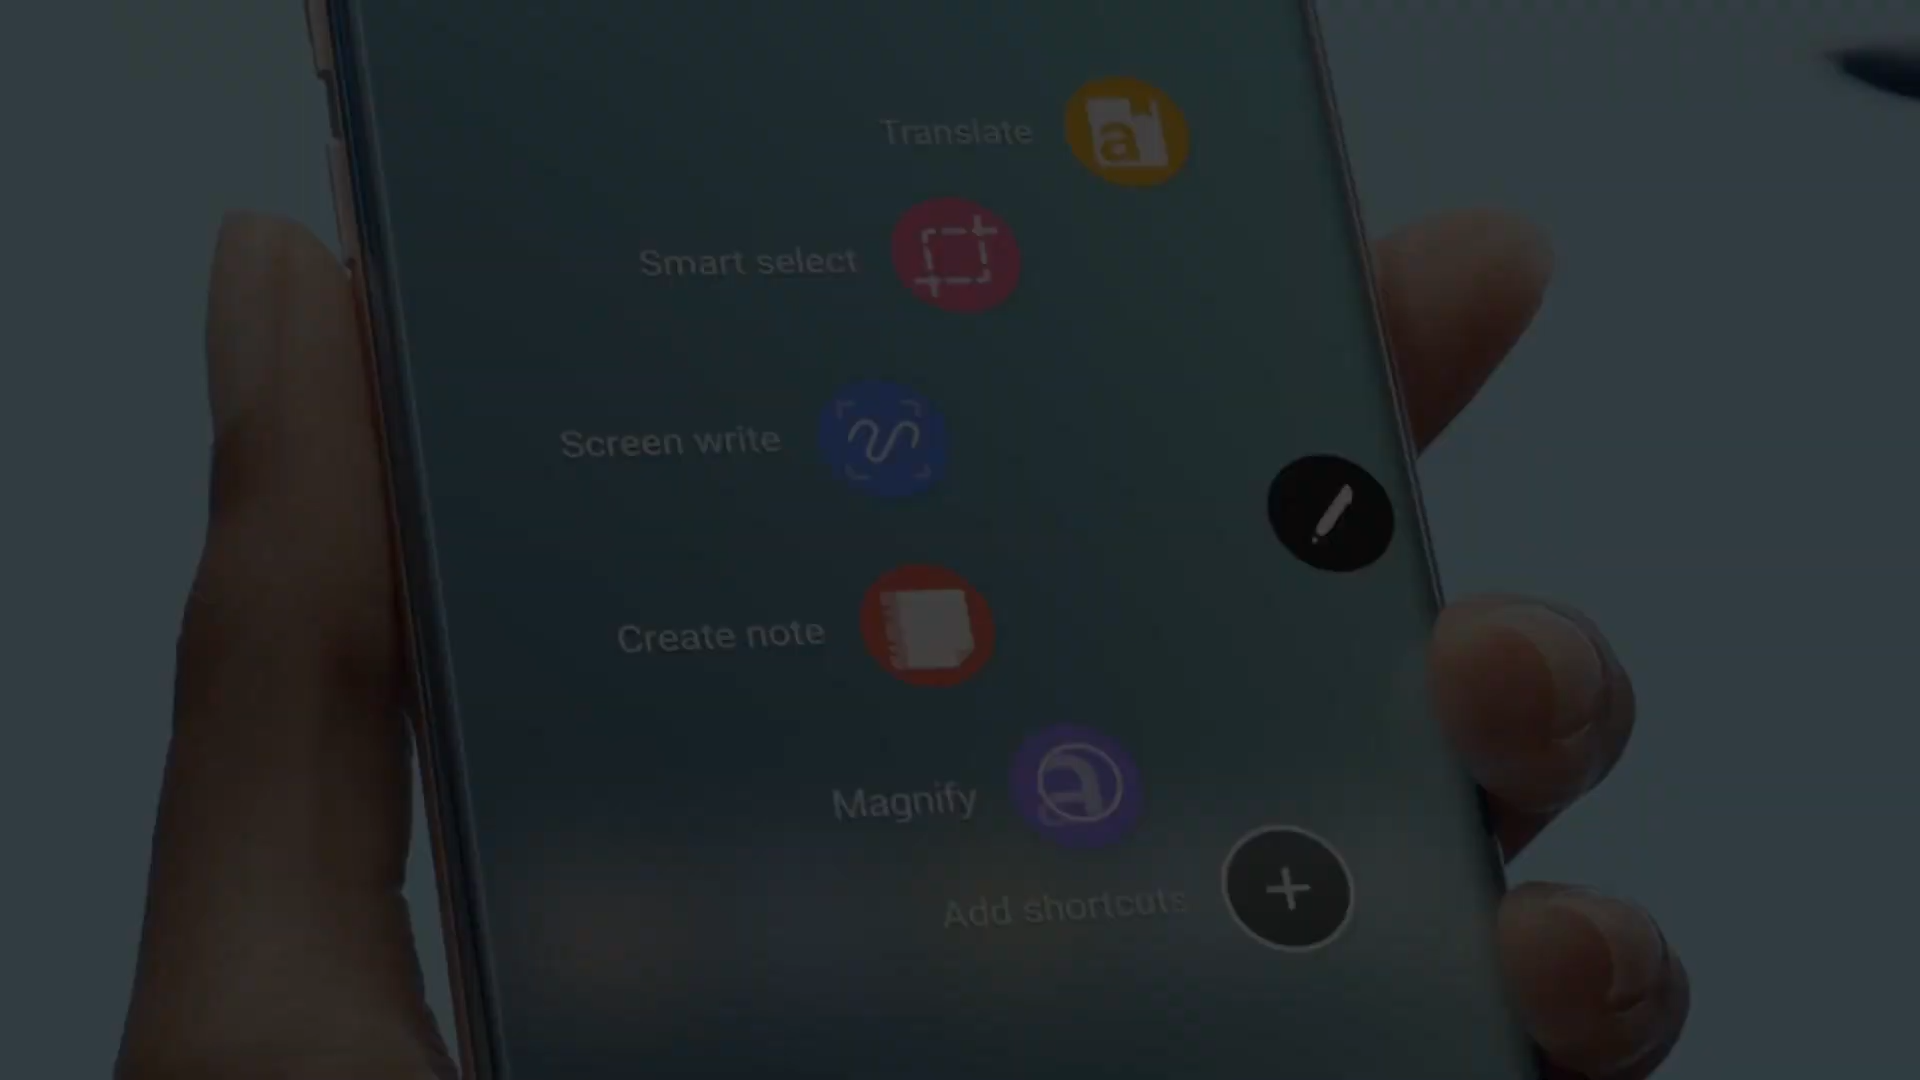 Translate
Smart select
Screen write
Create note
Magnify
Add shortcuts